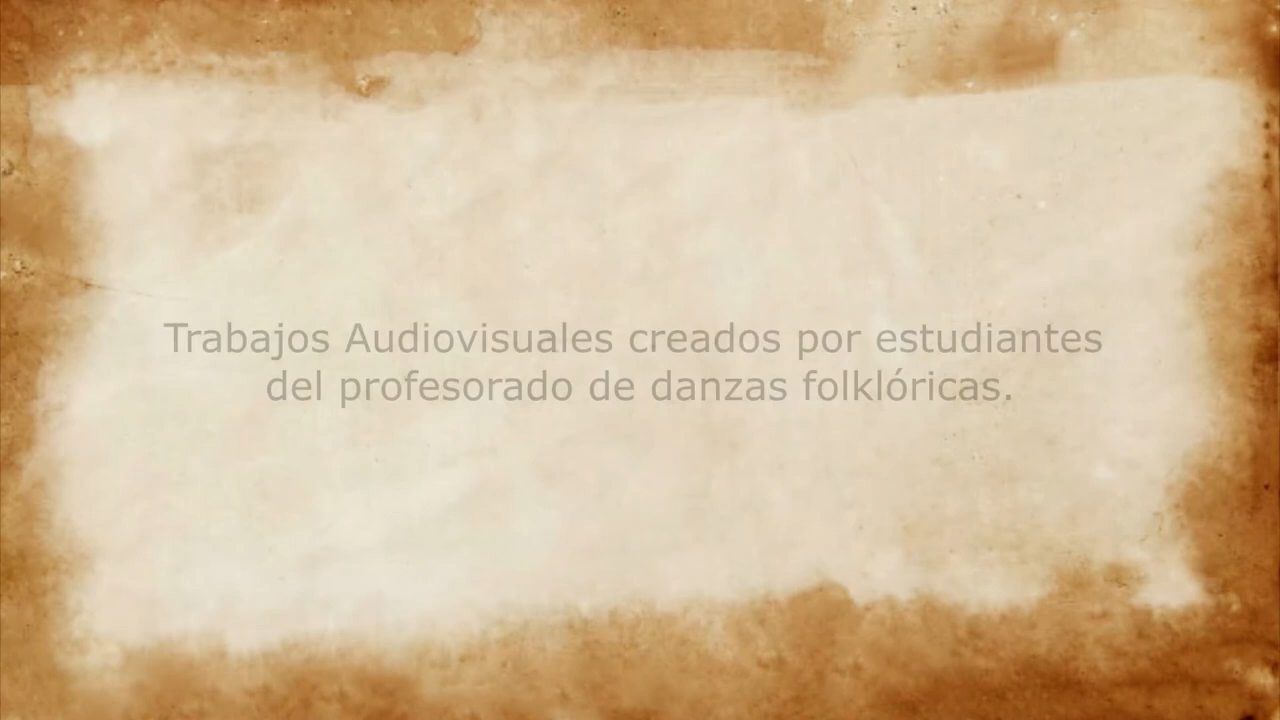 Trabajos Audiovisuales creados por estudiantes
del profesorado de danzas folklóricas.